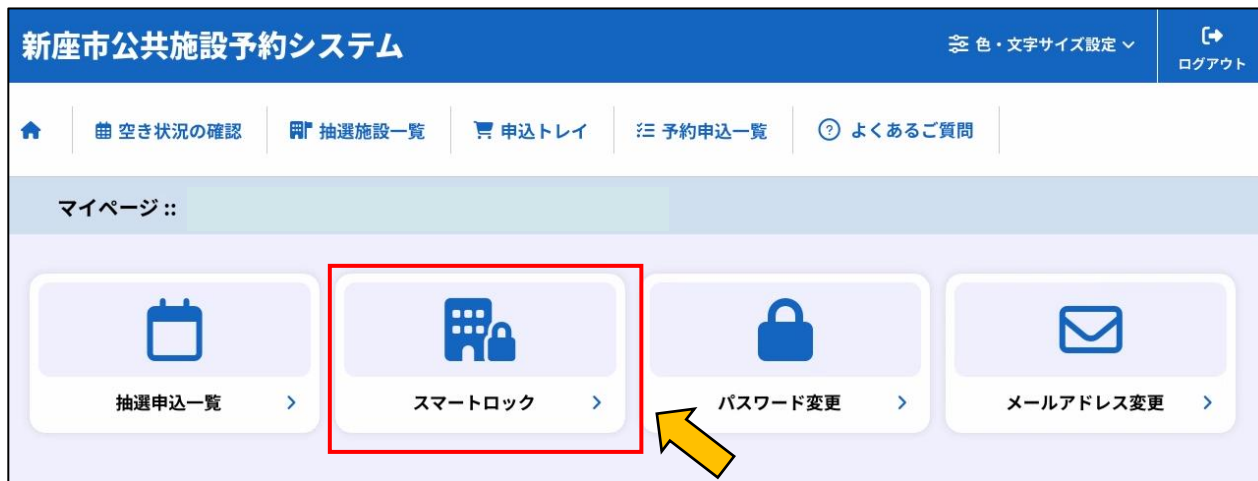 新座市公共施設予約システム
色・文字サイズ設定
ログアウト
空き状況の確認
抽選施設一覧
申込トレイ
予約申込一覧
よくあるご質問
マイページ ::
抽選申込一覧
スマートロック
パスワード変更
メールアドレス変更